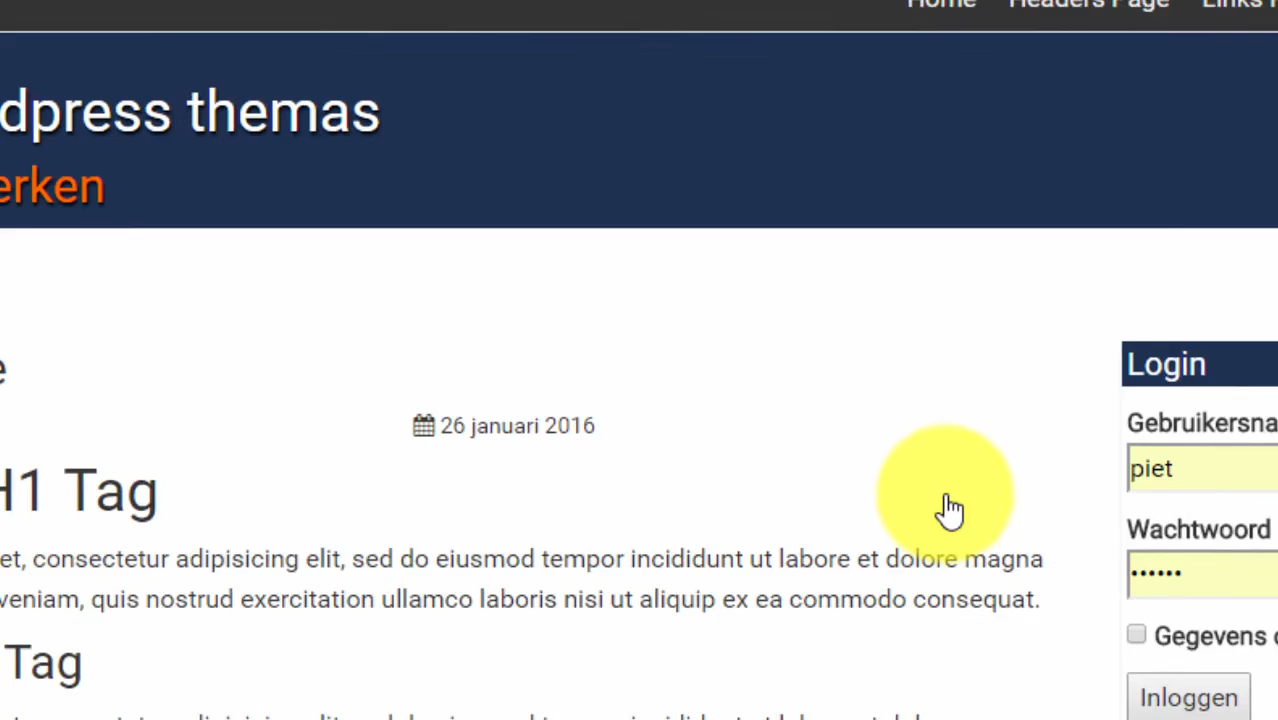 Home Headers Page Links
dpress themas
erken
e
26 januari 2016
Login
H1 Tag
Gebruikersna
piet
et, consectetur adipisicing elit, sed do eiusmod tempor incididunt ut labore et dolore magna
veniam, quis nostrud exercitation ullamco laboris nisi ut aliquip ex ea commodo consequat.
Wachtwoord
••••••
Tag
Gegevens o
Inloggen